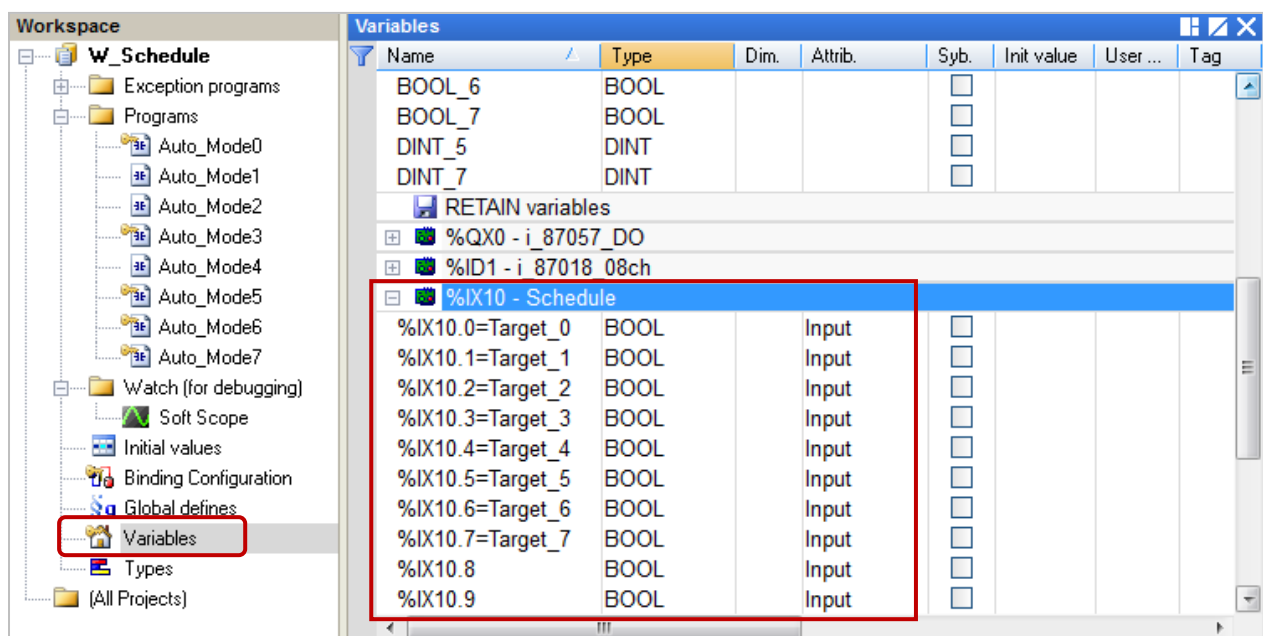 Workspace
W_Schedule
Exception programs
Programs
Auto_Mode0
Auto_Mode1
Auto_Mode2
Auto_Mode3
Auto_Mode4
Auto_Mode5
Auto_Mode6
Auto_Mode7
Watch (for debugging)
Soft Scope
Initial values
Binding Configuration
Global defines
Variables
Types
(All Projects)
Variables
Name Type Dim. Attrib. Syb. Init value User ... Tag
BOOL_6 BOOL
BOOL_7 BOOL
DINT_5 DINT
DINT_7 DINT
RETAIN variables
%QX0 - i_87057_DO
%ID1 - i_87018_08ch
%IX10 - Schedule
%IX10.0=Target_0 BOOL Input
%IX10.1=Target_1 BOOL Input
%IX10.2=Target_2 BOOL Input
%IX10.3=Target_3 BOOL Input
%IX10.4=Target_4 BOOL Input
%IX10.5=Target_5 BOOL Input
%IX10.6=Target_6 BOOL Input
%IX10.7=Target_7 BOOL Input
%IX10.8 BOOL Input
%IX10.9 BOOL Input